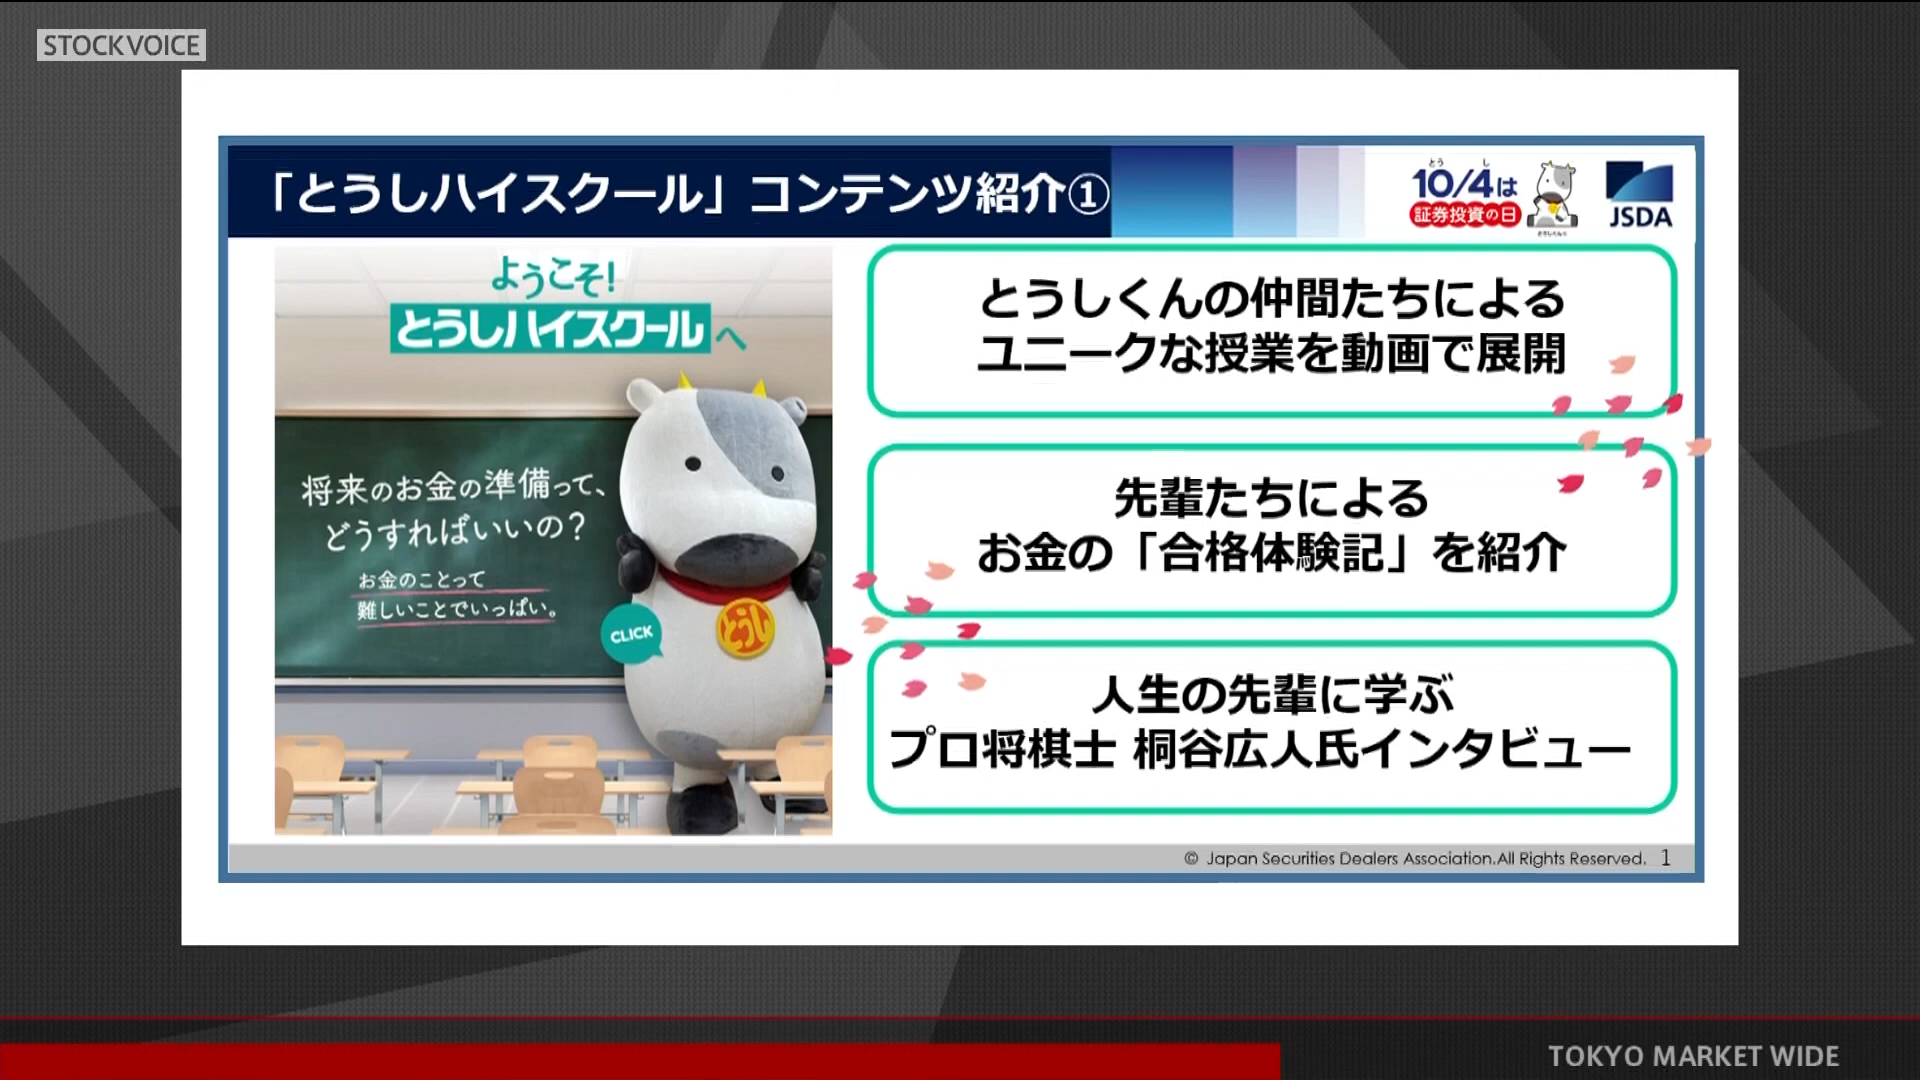 STOCKVOICE
「とうしハイスクール」コンテンツ紹介①
とう し
10/4は
証券投資の日
JSDA
ようこそ!
とうしハイスクールへ
将来のお金の準備って、
どうすればいいの?
お金のことって
難しいことでいっぱい。
CLICK
とうし
とうしくんの仲間たちによる
ユニークな授業を動画で展開
先輩たちによる
お金の「合格体験記」を紹介
人生の先輩に学ぶ
プロ将棋士 桐谷広人氏インタビュー
© Japan Securities Dealers Association.All Rights Reserved. 1
TOKYO MARKET WIDE